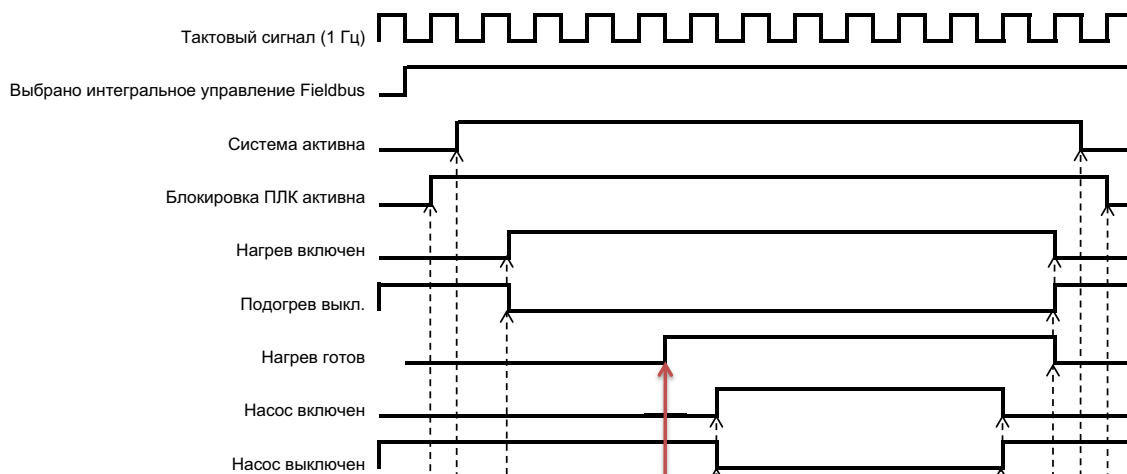 Тактовый сигнал (1 Гц)
Выбрано интегральное управление Fieldbus
Система активна
Блокировка ПЛК активна
Нагрев включен
Подогрев выкл.
Нагрев готов
Насос включен
Насос выключен